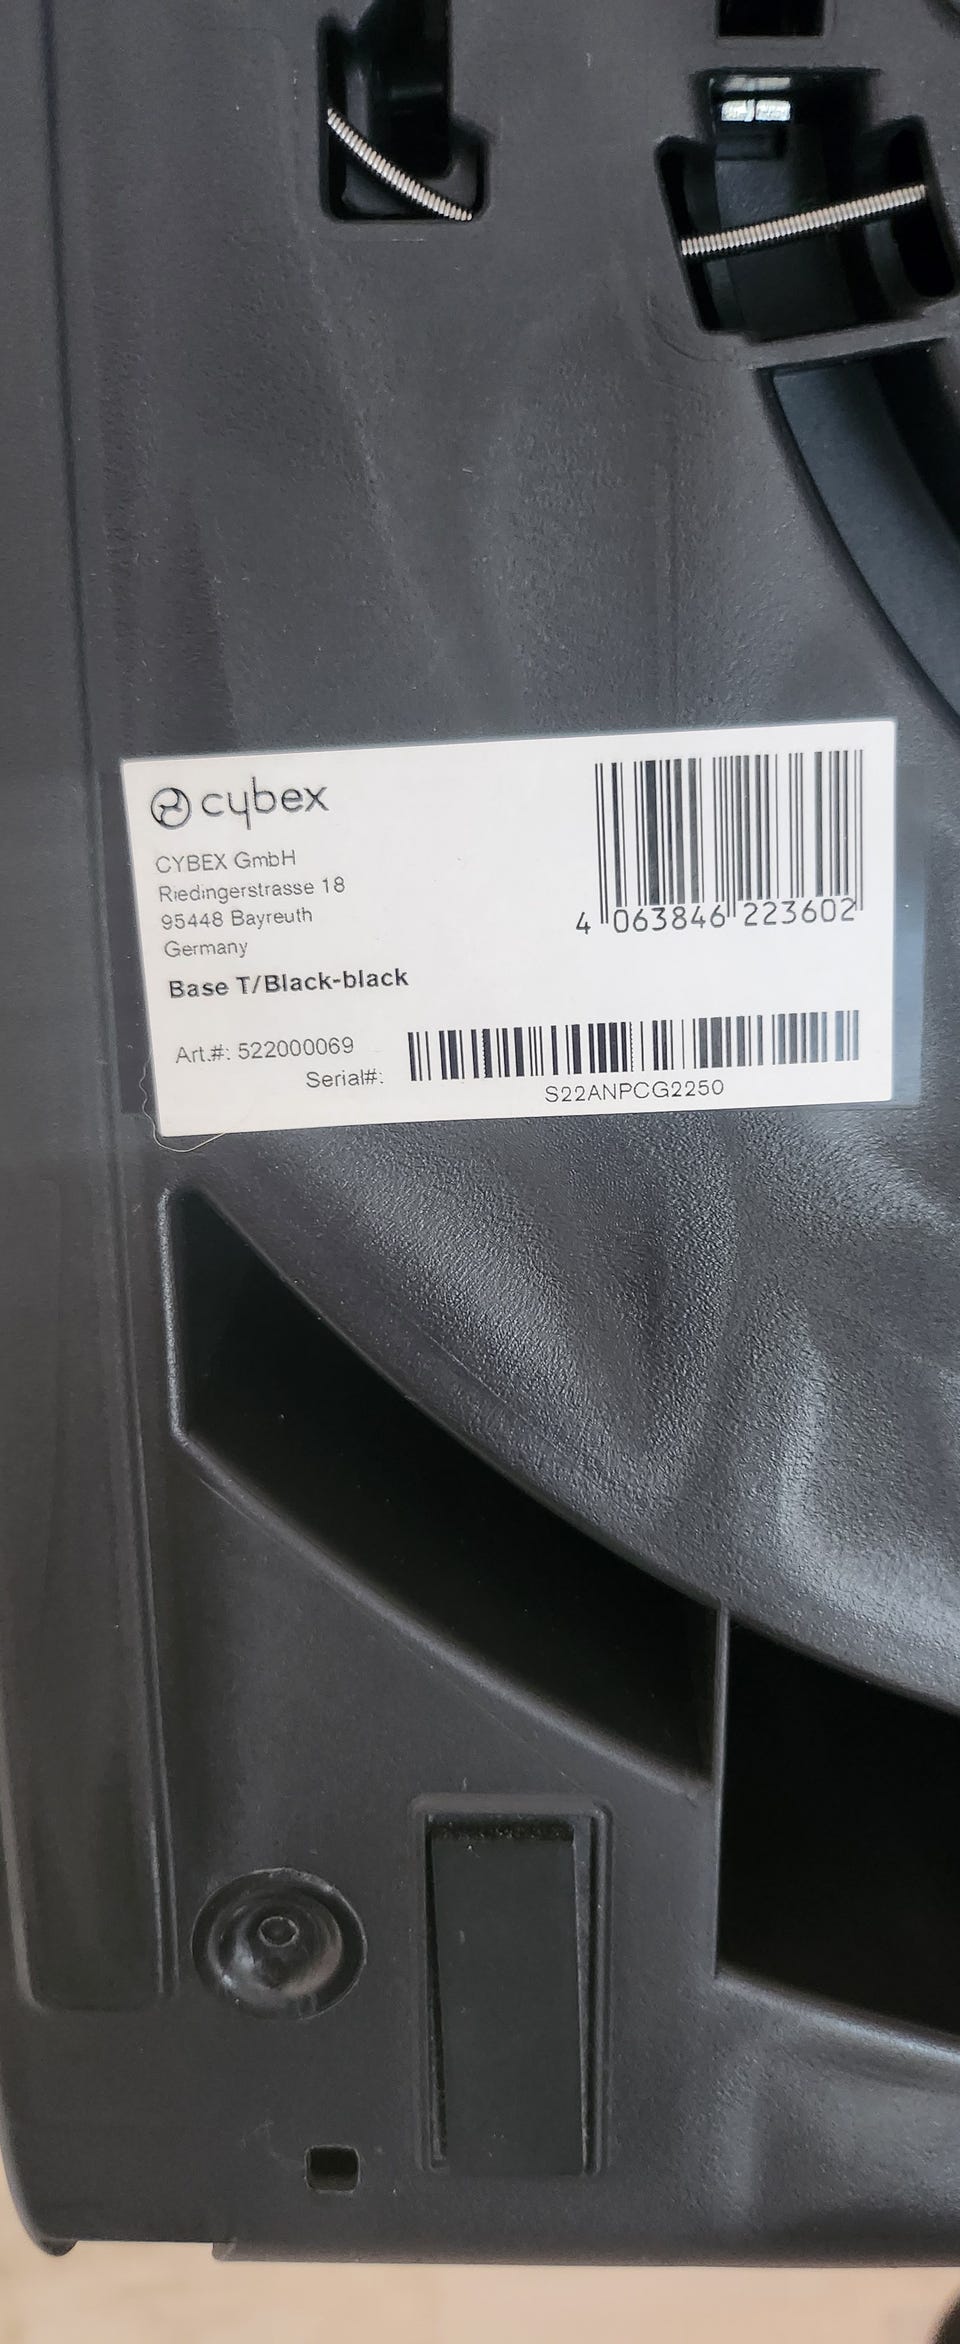 cybex
CYBEX GmbH
Riedingerstrasse 18
95448 Bayreuth
Germany
4 063846 223602
Base T/Black-black
Art.#: 522000069
Serial#:
S22ANPCG2250